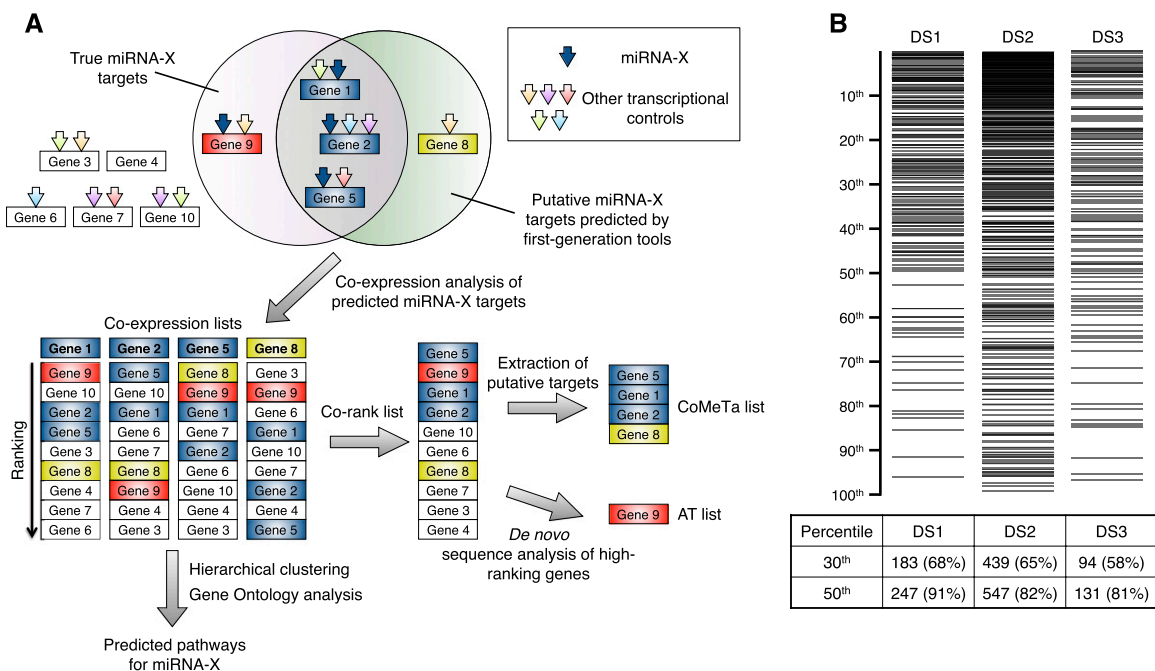 A
True miRNA-X
targets
Gene 1
Gene 9
Gene 2
Gene 8
Gene 5
Gene 3
Gene 4
Gene 6
Gene 7
Gene 10
miRNA-X
Other transcriptional
controls
Putative miRNA-X
targets predicted by
first-generation tools
Co-expression analysis of
predicted miRNA-X targets
Co-expression lists
Gene 1 Gene 2 Gene 5 Gene 8
Gene 9 Gene 5 Gene 8 Gene 3
Gene 10 Gene 10 Gene 9 Gene 9
Gene 2 Gene 1 Gene 1 Gene 6
Gene 5 Gene 6 Gene 7 Gene 1
Gene 3 Gene 7 Gene 2 Gene 10
Gene 8 Gene 8 Gene 6 Gene 7
Gene 4 Gene 9 Gene 10 Gene 2
Gene 7 Gene 4 Gene 4 Gene 4
Gene 6 Gene 3 Gene 3 Gene 5
Ranking
Co-rank list
Gene 5
Gene 9
Gene 1
Gene 2
Gene 10
Gene 6
Gene 8
Gene 7
Gene 3
Gene 4
Extraction of
putative targets
Gene 5
Gene 1
Gene 2
Gene 8
CoMeTa list
De novo
sequence analysis of high-
ranking genes
Gene 9
AT list
Hierarchical clustering
Gene Ontology analysis
Predicted pathways
for miRNA-X
B
DS1 DS2 DS3
10th
20th
30th
40th
50th
60th
70th
80th
90th
100th
Percentile DS1 DS2 DS3
30th 183 (68%) 439 (65%) 94 (58%)
50th 247 (91%) 547 (82%) 131 (81%)